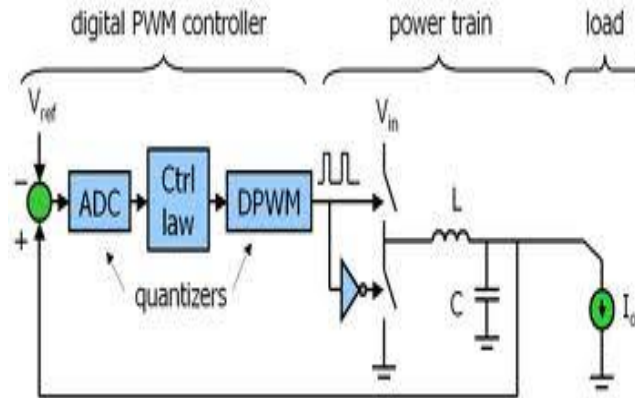 digital PWM controller
power train
load
V_ref
V_in
−
+
ADC
Ctrl
law
DPWM
L
quantizers
C
I_o